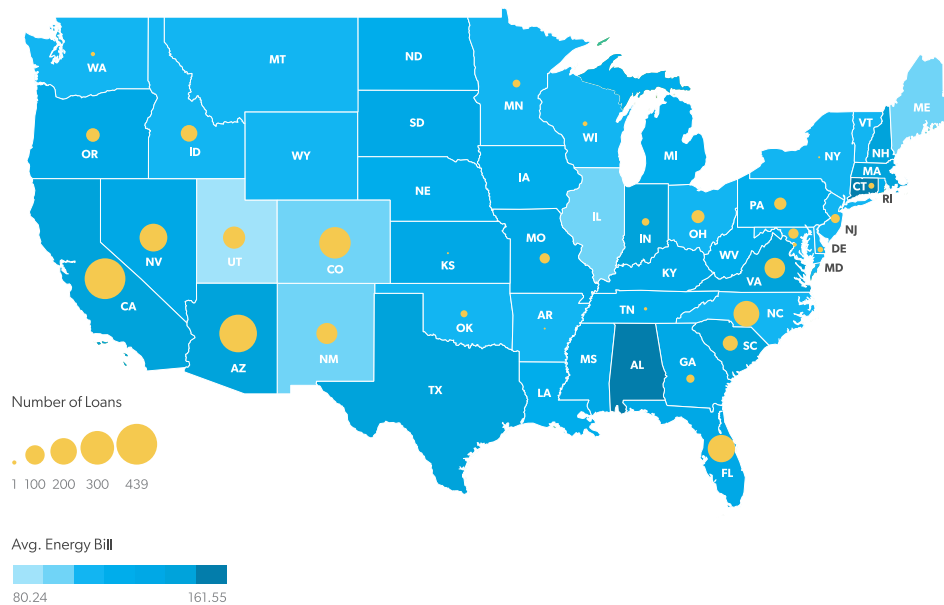 WA
MT
ND
MN
OR
ID
SD
WI
MI
WY
NE
IA
NY
VT
NH
ME
MA
CT
RI
NV
UT
CO
KS
MO
IL
IN
OH
PA
NJ
DE
MD
WV
VA
KY
CA
AZ
NM
OK
AR
TN
NC
SC
TX
LA
MS
AL
GA
FL
Number of Loans
1 100 200 300 439
Avg. Energy Bill
80.24 161.55